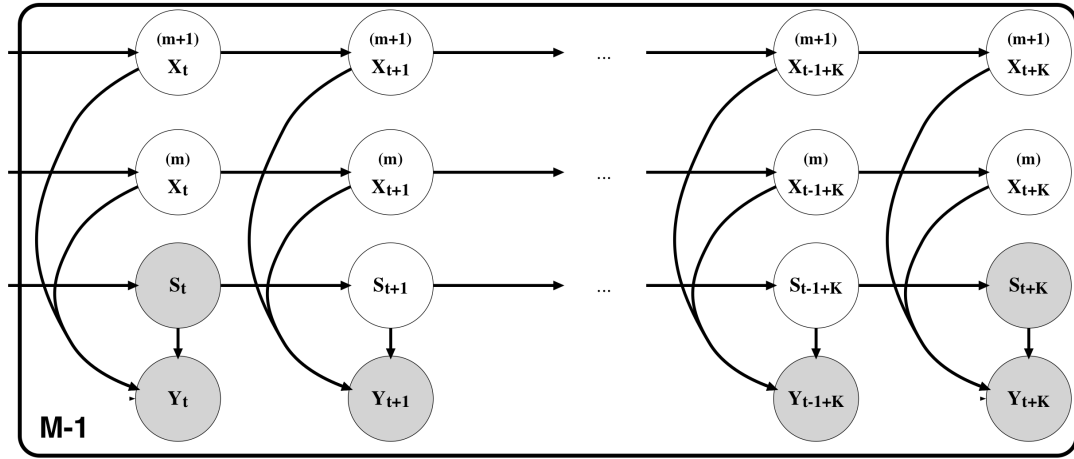 (m+1) (m+1) ... (m+1) (m+1)
Xt Xt+1 Xt-1+K Xt+K
(m) (m) ... (m) (m)
Xt Xt+1 Xt-1+K Xt+K
St St+1 ... St-1+K St+K
Yt Yt+1 Yt-1+K Yt+K
M-1